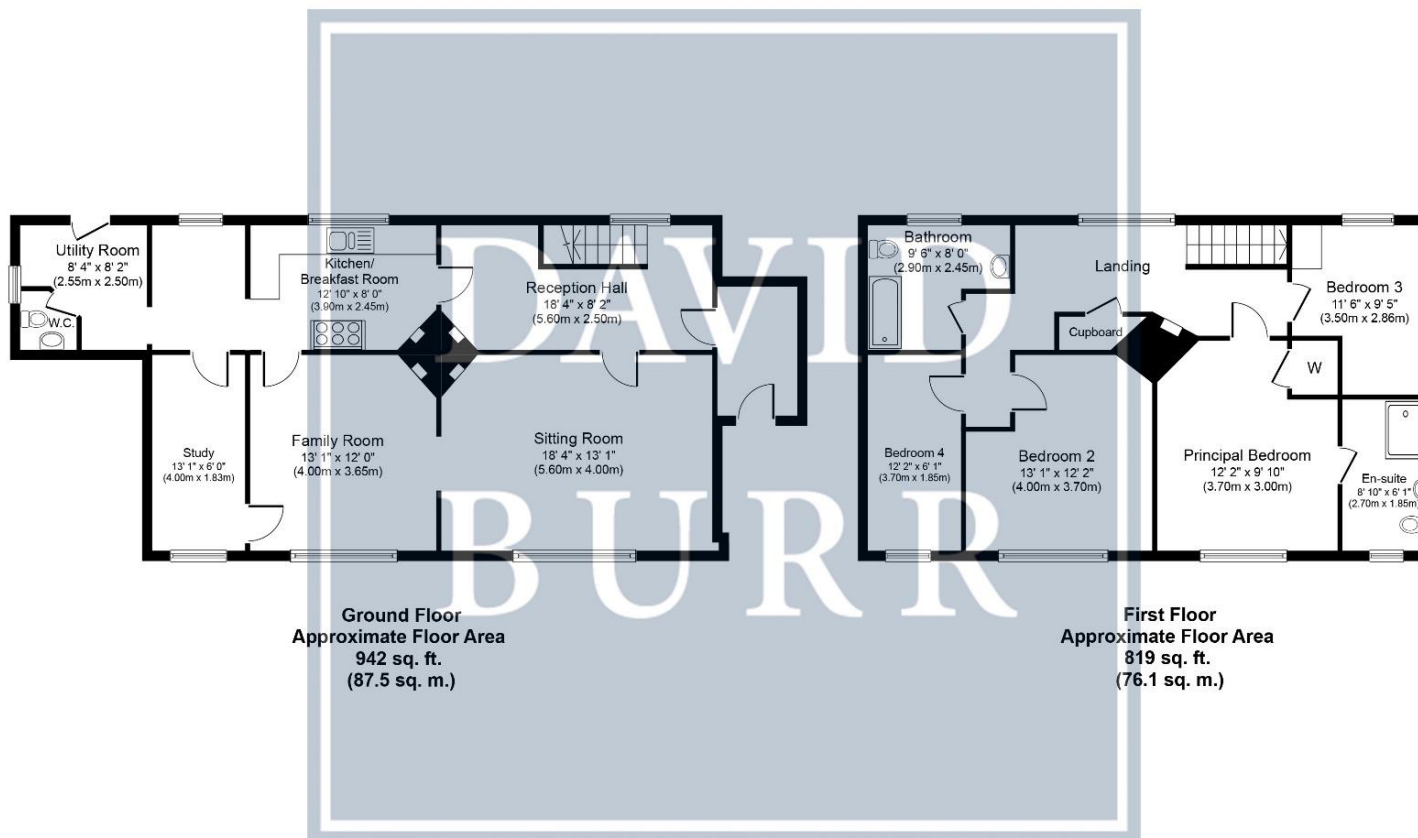 DAVID
BURR
Utility Room
8' 4" x 8' 2"
(2.55m x 2.50m)
W.C.
Kitchen/
Breakfast Room
12' 10" x 8' 0"
(3.90m x 2.45m)
Reception Hall
18' 4" x 8' 2"
(5.60m x 2.50m)
Study
13' 1" x 6' 0"
(4.00m x 1.83m)
Family Room
13' 1" x 12' 0"
(4.00m x 3.65m)
Sitting Room
18' 4" x 13' 1"
(5.60m x 4.00m)
Ground Floor
Approximate Floor Area
942 sq. ft.
(87.5 sq. m.)
Bathroom
9' 6" x 8' 0"
(2.90m x 2.45m)
Landing
Cupboard
Bedroom 3
11' 6" x 9' 5"
(3.50m x 2.86m)
W
Bedroom 4
12' 2" x 6' 1"
(3.70m x 1.85m)
Bedroom 2
13' 1" x 12' 2"
(4.00m x 3.70m)
Principal Bedroom
12' 2" x 9' 10"
(3.70m x 3.00m)
En-suite
8' 10" x 6' 1"
(2.70m x 1.85m)
First Floor
Approximate Floor Area
819 sq. ft.
(76.1 sq. m.)